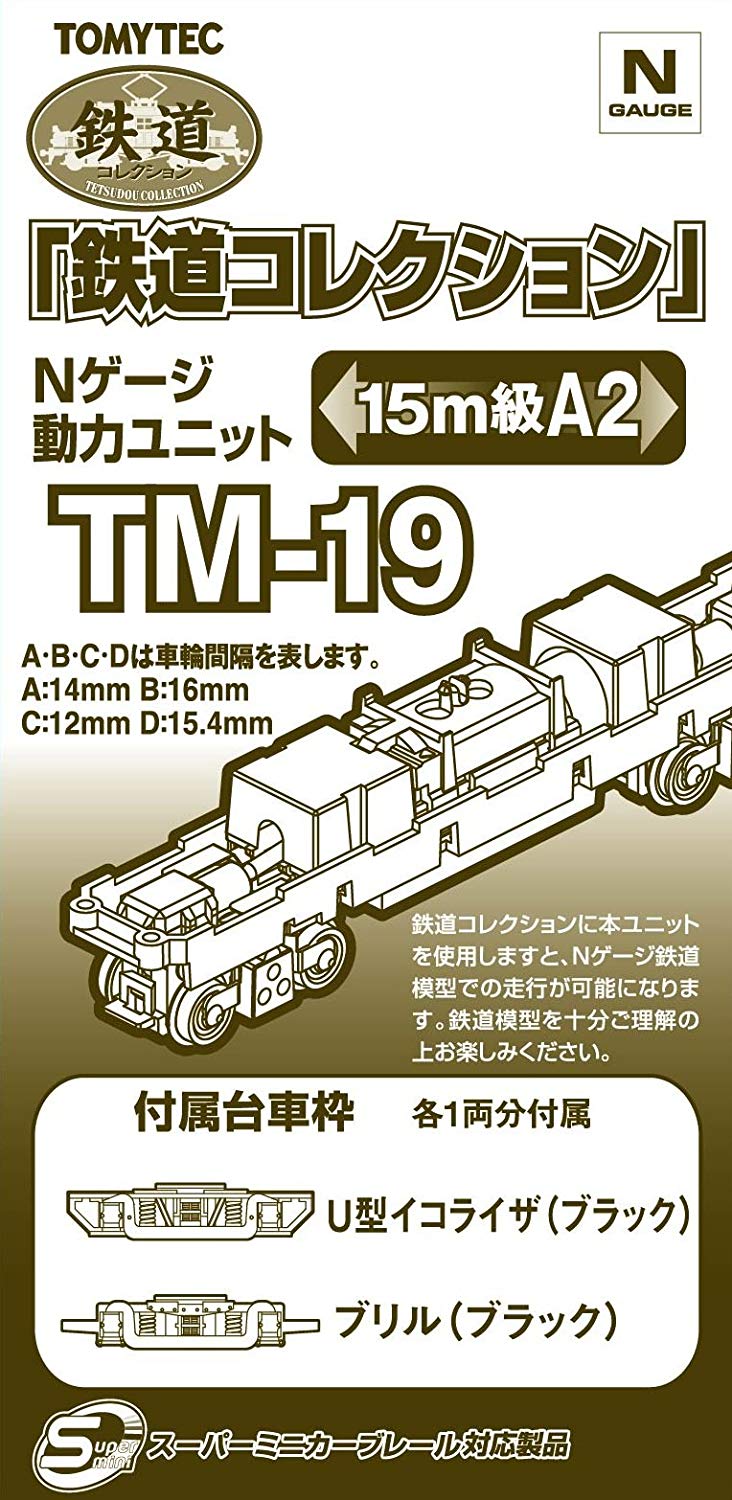 TOMYTEC
N
GAUGE
鉄道
コレクション
TETSUDOU COLLECTION
「鉄道コレクション」
Nゲージ
動力ユニット
15m級A2
TM-19
A・B・C・Dは車輪間隔を表します。
A:14mm B:16mm
C:12mm D:15.4mm
鉄道コレクションに本ユニット
を使用しますと、Nゲージ鉄道
模型での走行が可能になりま
す。鉄道模型を十分ご理解の
上お楽しみください。
付属台車枠 各1両分付属
U型イコライザ（ブラック）
ブリル（ブラック）
Super
mini
スーパーミニカーブレール対応製品